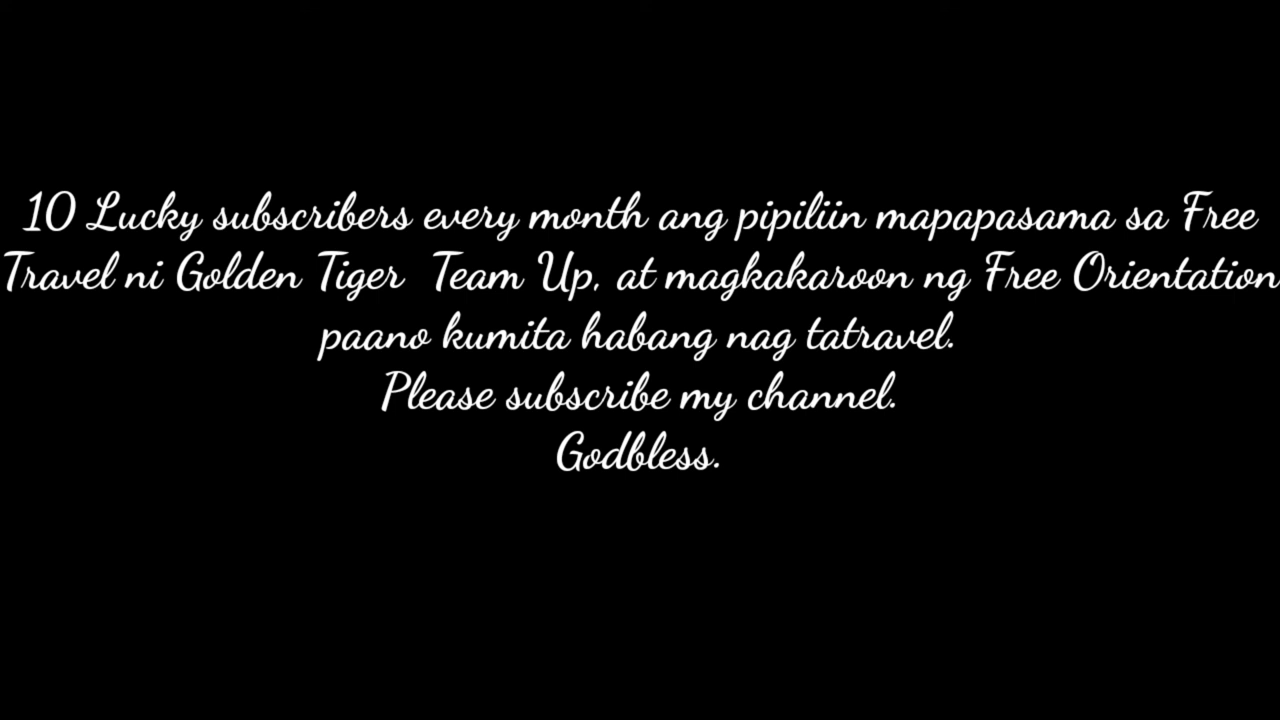 10 Lucky subscribers every month ang pipiliin mapapasama sa Free
Travel ni Golden Tiger Team Up, at magkakaroon ng Free Orientation
paano kumita habang nag tatravel.
Please subscribe my channel.
Godbless.